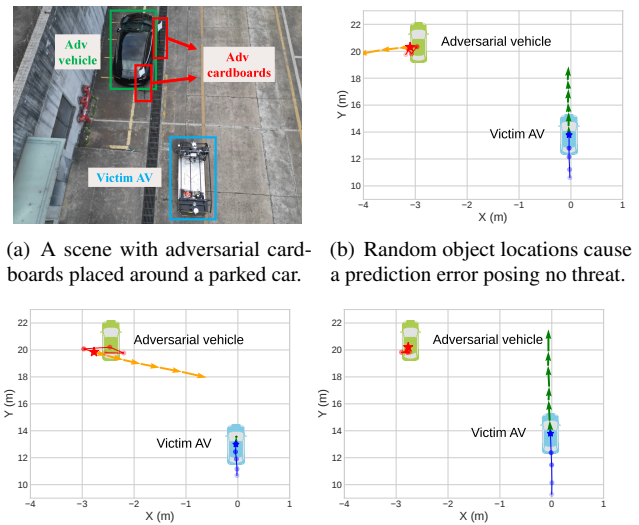 Adv
vehicle
Adv
cardboards
Victim AV
(a) A scene with adversarial card-
boards placed around a parked car.
22
20
18
16
14
12
10
Y (m)
Adversarial vehicle
Victim AV
−4 −3 −2 −1 0 1
X (m)
(b) Random object locations cause
a prediction error posing no threat.
22
20
18
16
14
12
10
Y (m)
Adversarial vehicle
Victim AV
−4 −3 −2 −1 0 1
X (m)
22
20
18
16
14
12
10
Y (m)
Adversarial vehicle
Victim AV
−4 −3 −2 −1 0 1
X (m)